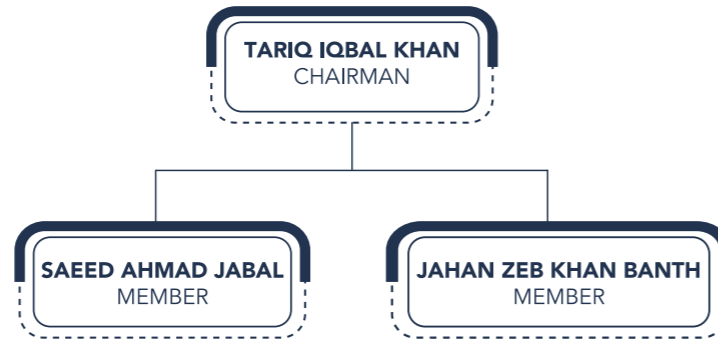 TARIQ IQBAL KHAN
CHAIRMAN
SAEED AHMAD JABAL
MEMBER
JAHAN ZEB KHAN BANTH
MEMBER